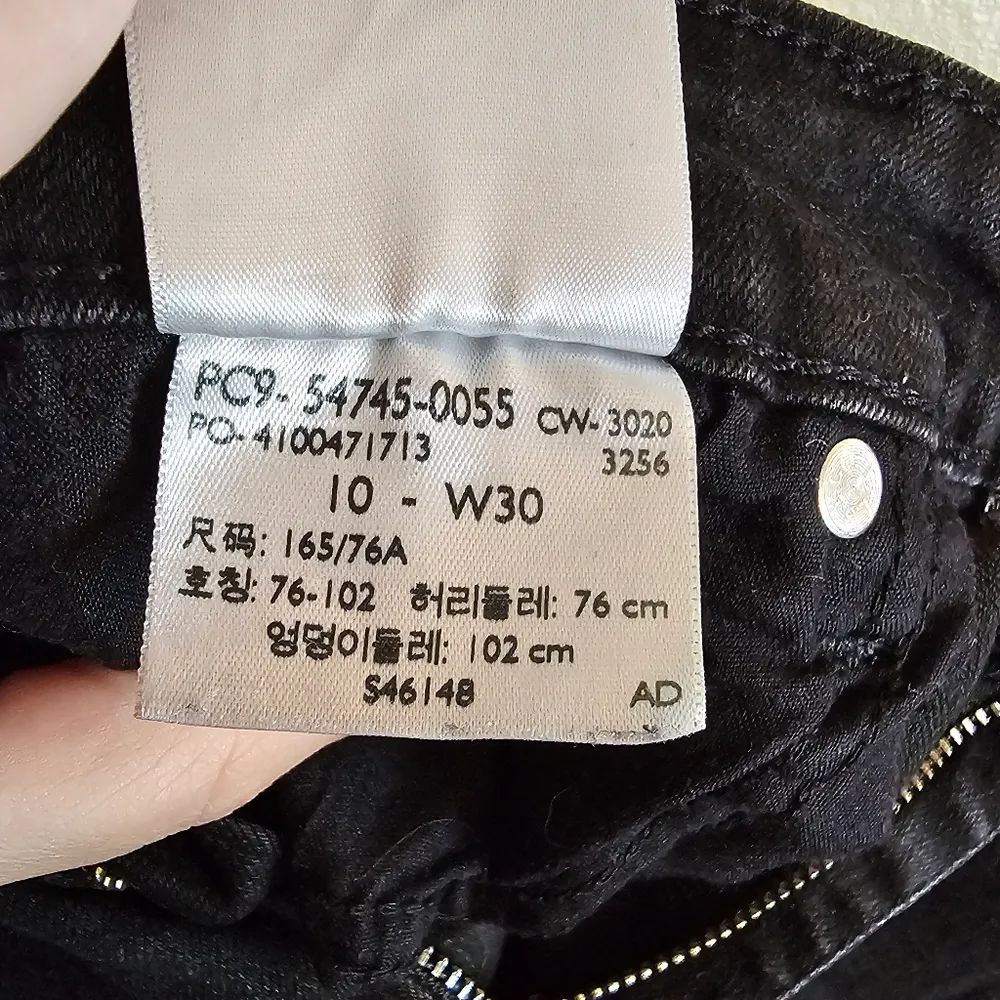 PC9-54745-0055 CW-3020
PO-4100471713 3256
10 - W30
尺码: 165/76A
호칭: 76-102 허리둘레: 76 cm
엉덩이둘레: 102 cm
S46148 AD